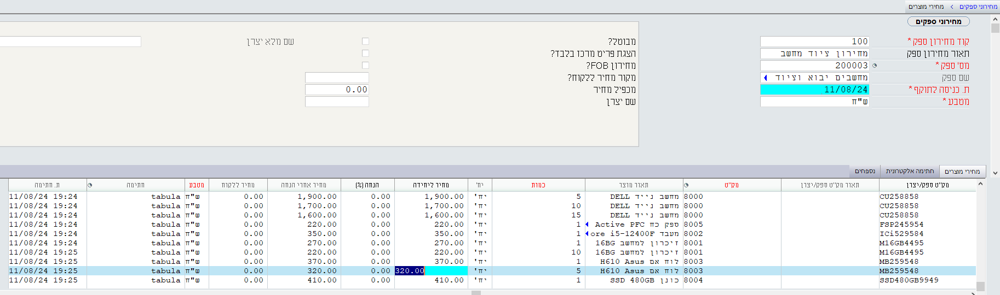 מחירוני ספקים > מחירי מוצרים
מחירוני ספקים
קוד מחירון ספק * 100
תאור מחירון ספק מחירון ציוד מחשב
מס' ספק * 200003
שם ספק מחשבים יבוא וציוד
ת. כניסה לתוקף * 11/08/24
מטבע * ש"ח
מבוטל?
הצגת פריט מרכז בלבד?
מחירון FOB?
מקור מחיר ללקוח?
מכפיל מחיר 0.00
שם יצרן
שם מלא יצרן
מחירי מוצרים חתימה אלקטרונית נספחים
מק"ט ספק/יצרן תאור מק"ט ספק/יצרן מק"ט תאור מוצר כמות יח' מחיר ליחידה הנחה (%) מחיר אחרי הנחה מחיר ללקוח מטבע חתימה ת. חתימה
CU258858 8000 מחשב נייד DELL 5 יח' 1,900.00 0.00 1,900.00 0.00 ש"ח tabula 11/08/24 19:24
CU258858 8000 מחשב נייד DELL 10 יח' 1,700.00 0.00 1,700.00 0.00 ש"ח tabula 11/08/24 19:24
CU258858 8000 מחשב נייד DELL 15 יח' 1,600.00 0.00 1,600.00 0.00 ש"ח tabula 11/08/24 19:24
FSP245954 8005 ספק כח Active PFC 1 יח' 220.00 0.00 220.00 0.00 ש"ח tabula 11/08/24 19:24
ICi529584 8002 מעבד ore i5-12400F 1 יח' 350.00 0.00 350.00 0.00 ש"ח tabula 11/08/24 19:24
M16GB4495 8001 זיכרון למחשב 16BG 1 יח' 270.00 0.00 270.00 0.00 ש"ח tabula 11/08/24 19:24
M16GB4495 8001 זיכרון למחשב 16BG 10 יח' 220.00 0.00 220.00 0.00 ש"ח tabula 11/08/24 19:25
MB259548 8003 לוח אם H610 Asus 1 יח' 370.00 0.00 370.00 0.00 ש"ח tabula 11/08/24 19:25
MB259548 8003 לוח אם H610 Asus 5 יח' 320.00 0.00 320.00 0.00 ש"ח tabula 11/08/24 19:25
SSD480GB9949 8004 כונן SSD 480GB 1 יח' 410.00 0.00 410.00 0.00 ש"ח tabula 11/08/24 19:25